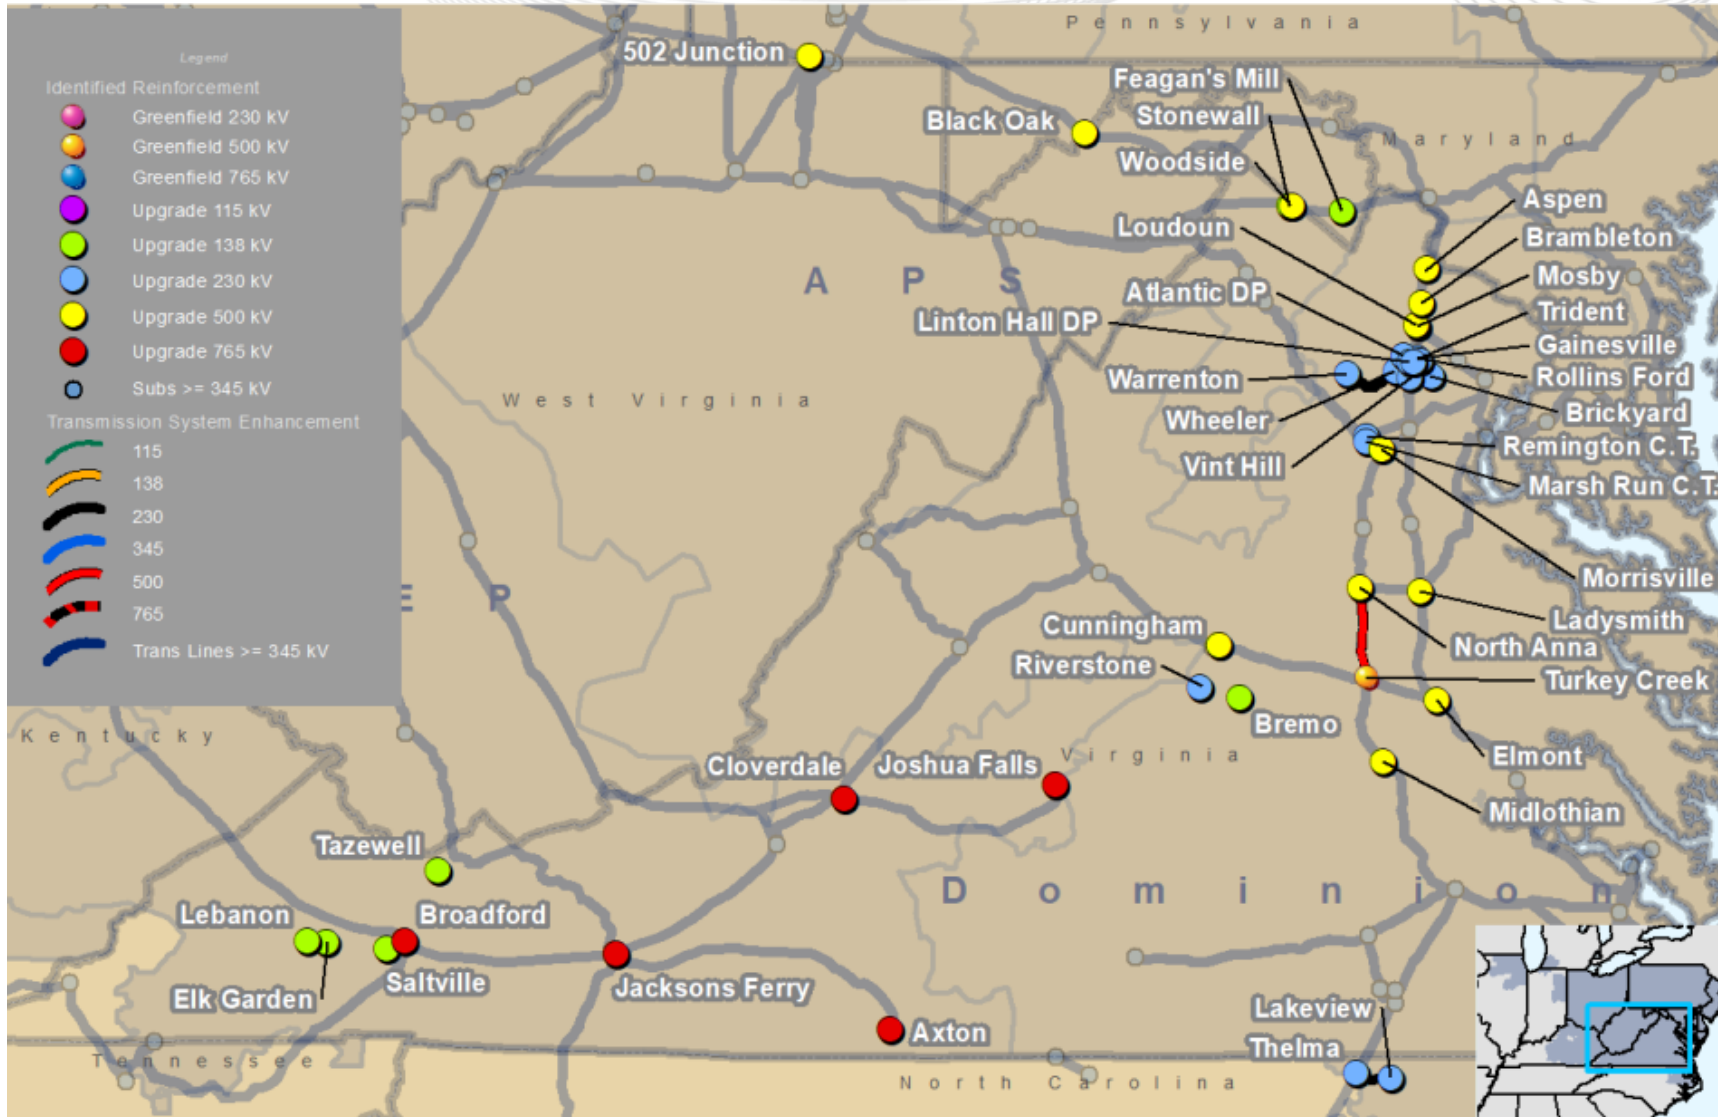 Legend
Identified Reinforcement
Greenfield 230 kV
Greenfield 500 kV
Greenfield 765 kV
Upgrade 115 kV
Upgrade 138 kV
Upgrade 230 kV
Upgrade 500 kV
Upgrade 765 kV
Subs >= 345 kV
Transmission System Enhancement
115
138
230
345
500
765
Trans Lines >= 345 kV
Pennsylvania
502 Junction
Feagan's Mill
Black Oak
Stonewall
Maryland
Woodside
Aspen
Loudoun
Brambleton
Mosby
APS
Atlantic DP
Trident
Linton Hall DP
Gainesville
Warrenton
Rollins Ford
West Virginia
Brickyard
Wheeler
Remington C.T.
Vint Hill
Marsh Run C.T.
Morrisville
EP
Ladysmith
Cunningham
North Anna
Riverstone
Turkey Creek
Bremo
Kentucky
Virginia
Elmont
Cloverdale
Joshua Falls
Midlothian
Tazewell
Dominion
Lebanon
Broadford
Saltville
Elk Garden
Jacksons Ferry
Lakeview
Axton
Thelma
Tennessee
North Carolina